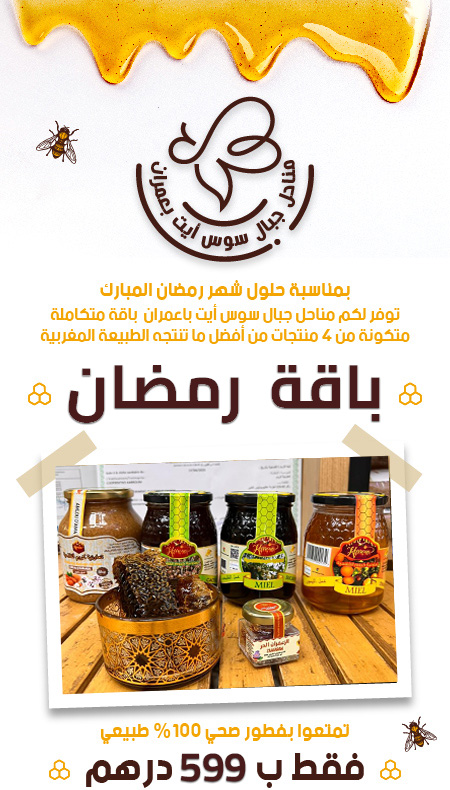 مناحل جبال سوس أيت بعمران
بمناسبة حلول شهر رمضان المبارك
توفر لكم مناحل جبال سوس أيت باعمران باقة متكاملة
متكونة من 4 منتجات من أفضل ما تنتجه الطبيعة المغربية
باقة رمضان
MIEL
MIEL
الزعفران الحر
تمتعوا بفطور صحي 100% طبيعي
فقط ب 599 درهم